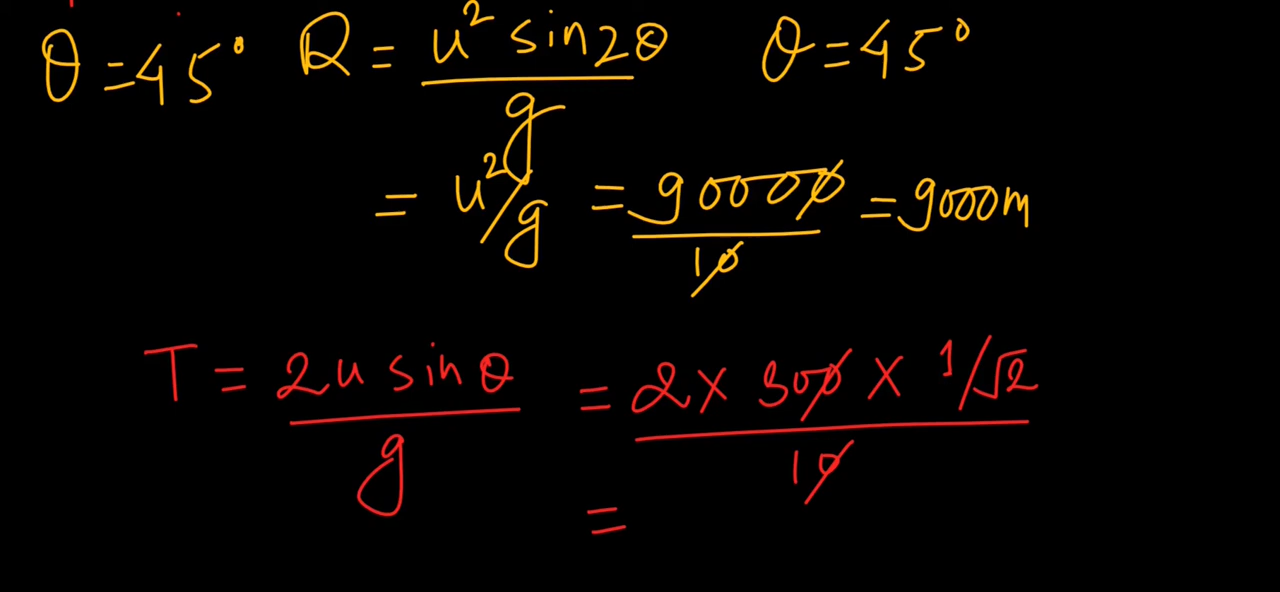 θ = 45° R = u² sin2θ / g θ = 45°
= u²/g = 90000 / 10 = 9000m
T = 2u sinθ / g = 2 × 300 × 1/√2 / 10
=